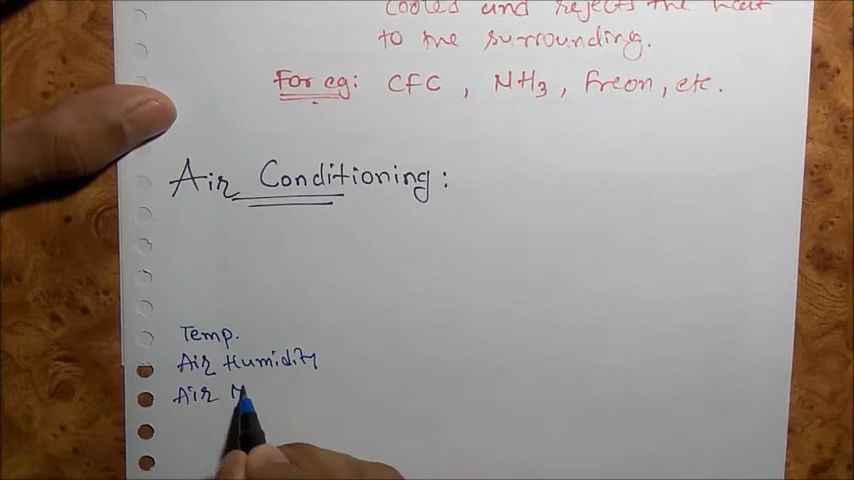 cooled and rejects the heat
to the surrounding.
For eg: CFC, NH3, Freon, etc.
Air Conditioning:
Temp.
Air Humidity
Air